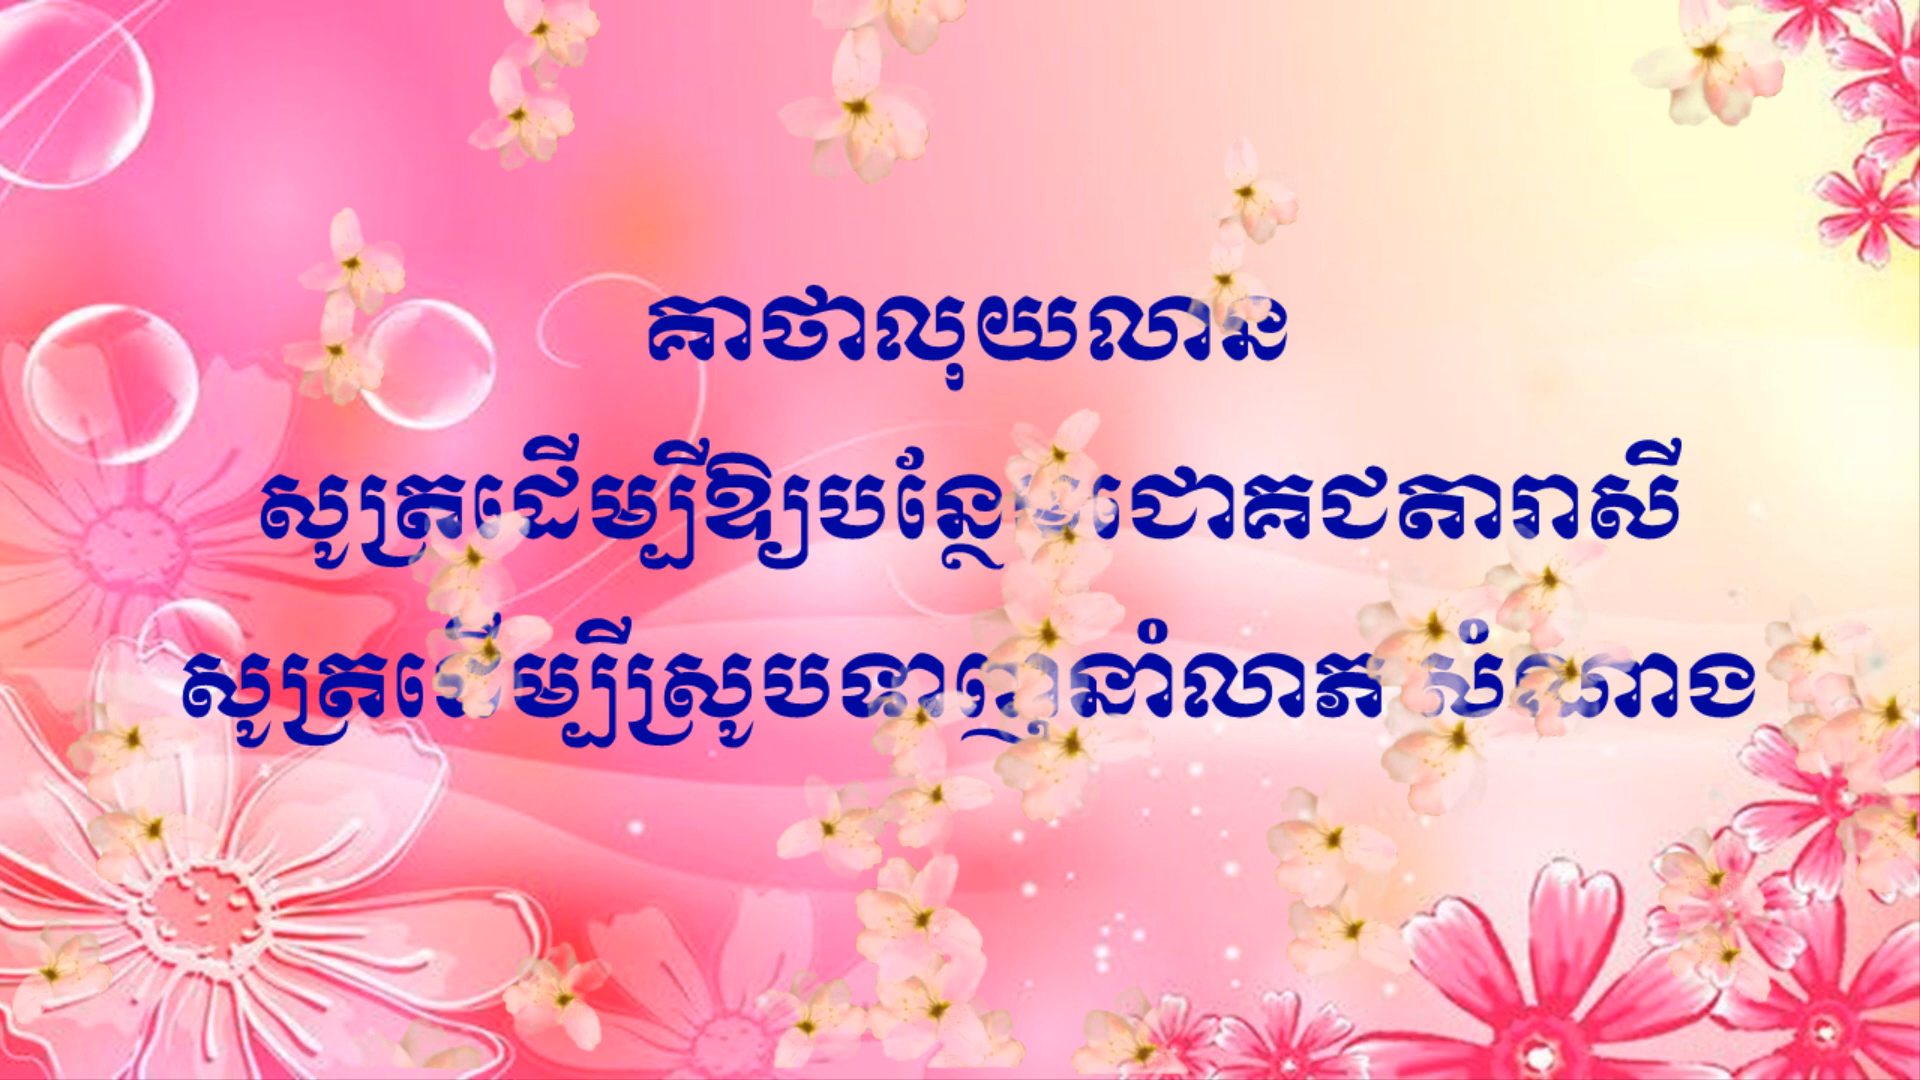 គាថាលុយលាន
សូត្រដើម្បីឱ្យបន្ថែមជោគជតារាសី
សូត្រដើម្បីស្រូបទាញនាំលាភ សំណាង